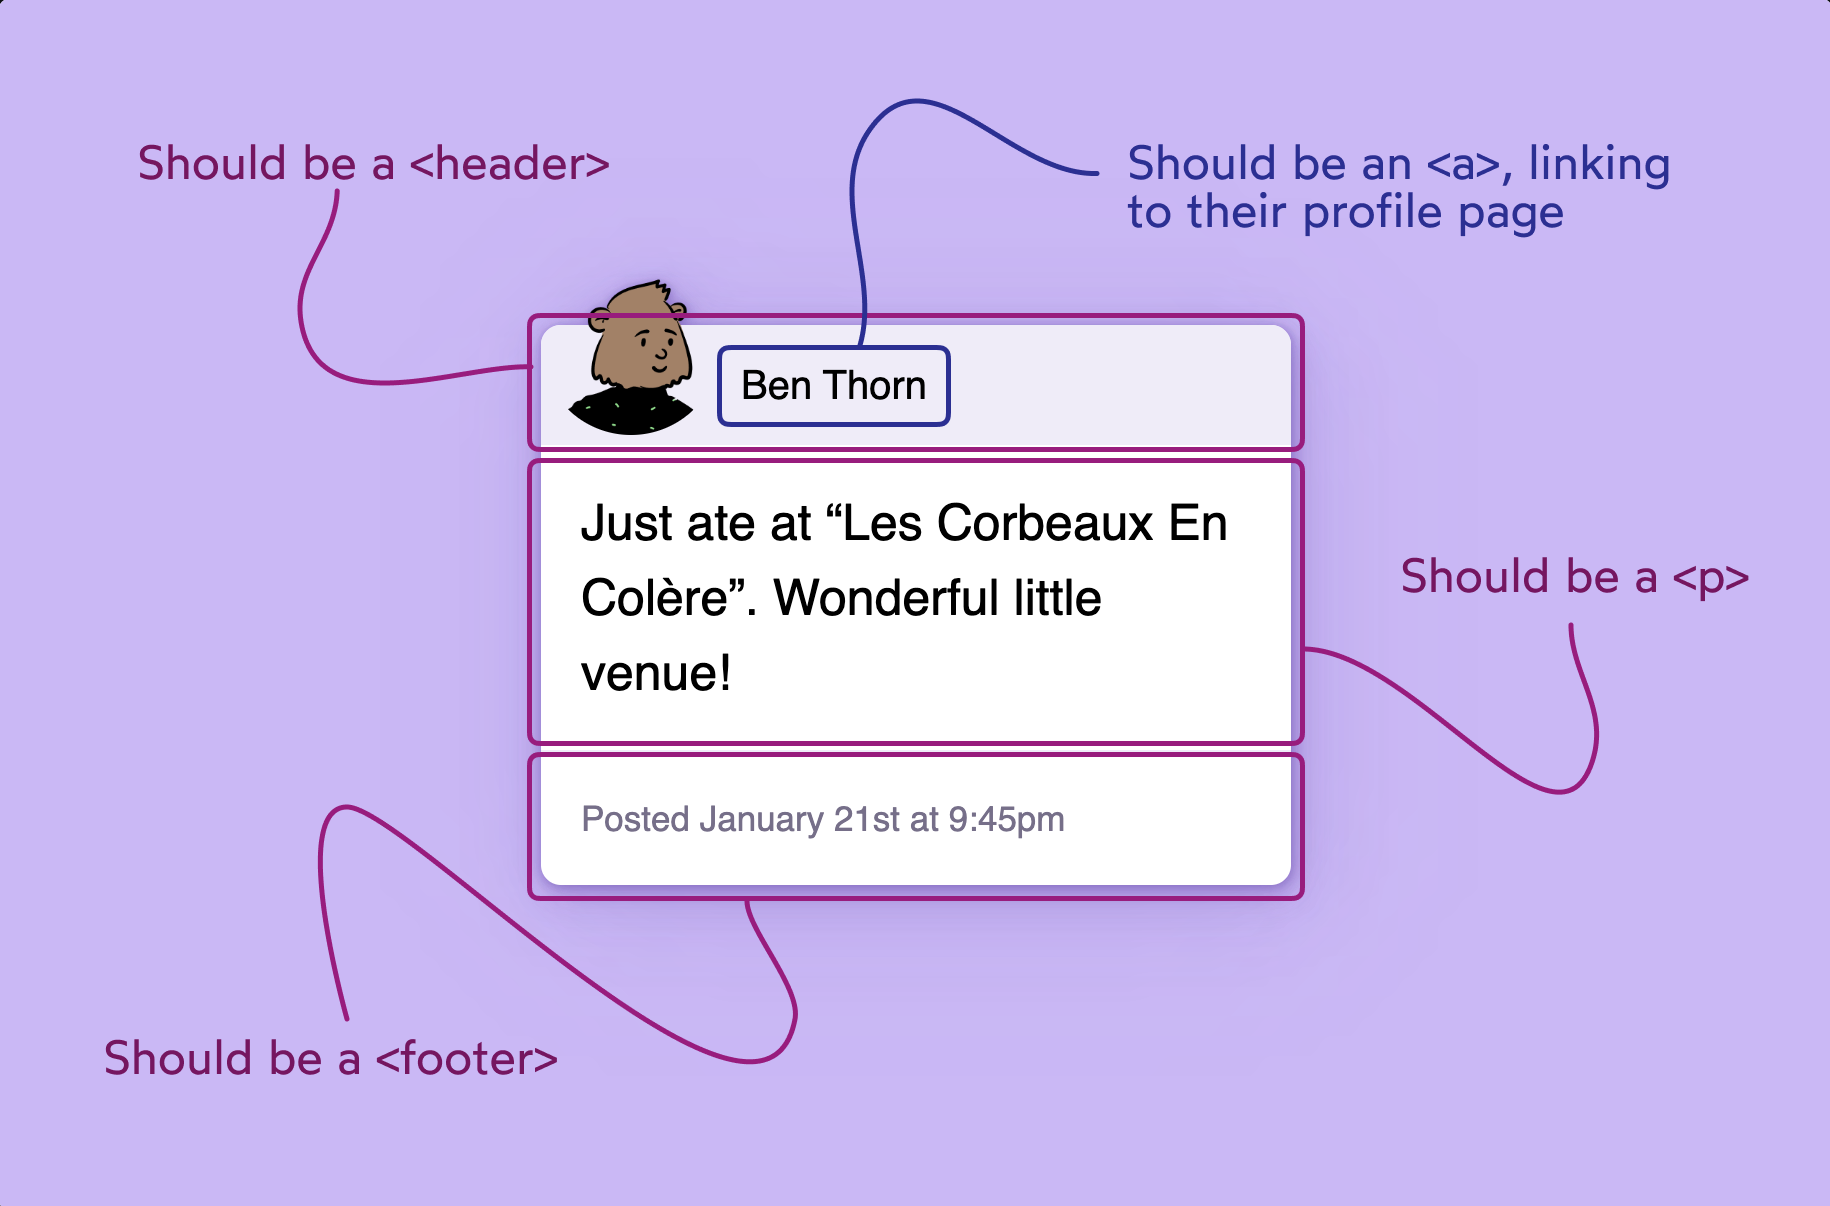 Should be a <header>
Should be an <a>, linking
to their profile page
Ben Thorn
Just ate at “Les Corbeaux En
Colère”. Wonderful little
venue!
Should be a <p>
Posted January 21st at 9:45pm
Should be a <footer>